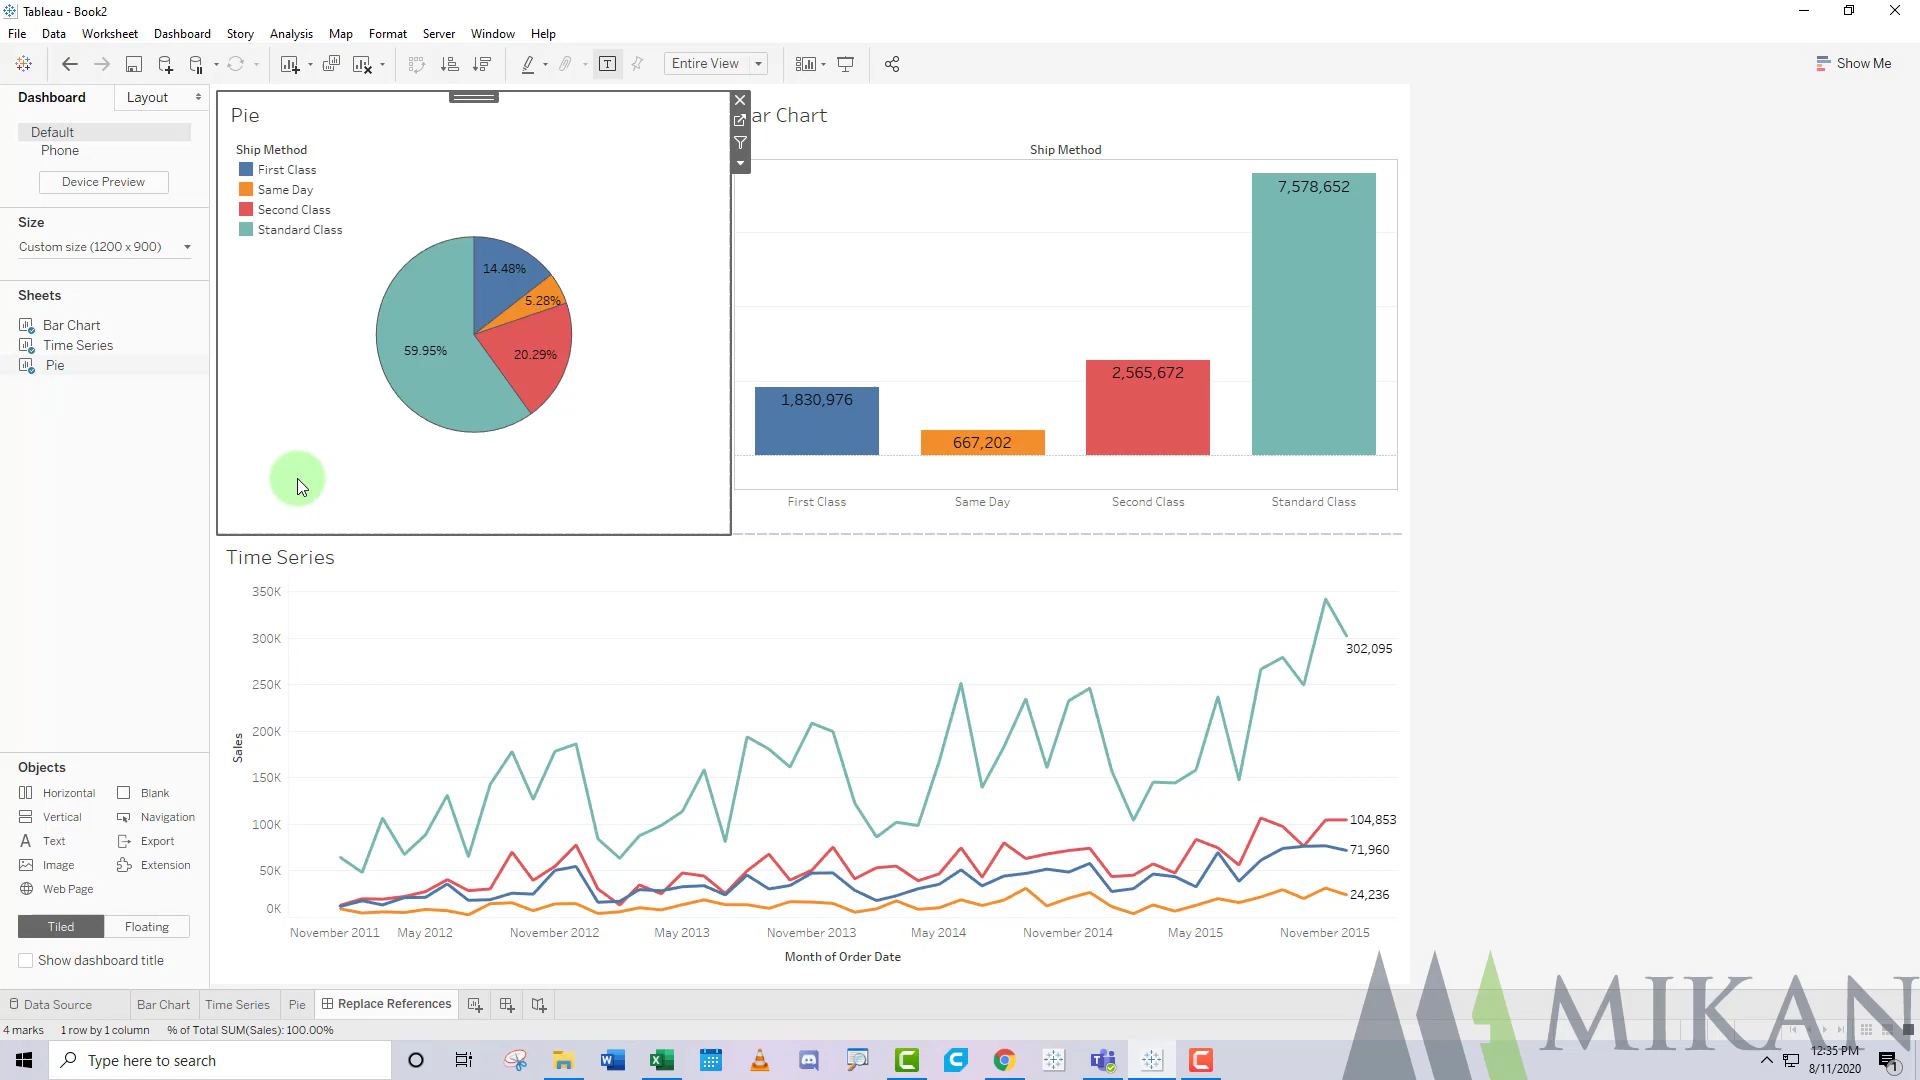 Tableau - Book2
File Data Worksheet Dashboard Story Analysis Map Format Server Window Help
Entire View
Show Me
Dashboard Layout
Default
Phone
Device Preview
Size
Custom size (1200 x 900)
Sheets
Bar Chart
Time Series
Pie
Objects
Horizontal Blank
Vertical Navigation
Text Export
Image Extension
Web Page
Tiled Floating
Show dashboard title
Pie
Ship Method
First Class
Same Day
Second Class
Standard Class
14.48%
5.28%
20.29%
59.95%
ar Chart
Ship Method
7,578,652
2,565,672
1,830,976
667,202
First Class Same Day Second Class Standard Class
Time Series
350K
300K
250K
200K
150K
100K
50K
0K
Sales
302,095
104,853
71,960
24,236
November 2011 May 2012 November 2012 May 2013 November 2013 May 2014 November 2014 May 2015 November 2015
Month of Order Date
Data Source Bar Chart Time Series Pie Replace References
4 marks 1 row by 1 column % of Total SUM(Sales): 100.00%
MIKAN
Type here to search
12:35 PM
8/11/2020
1